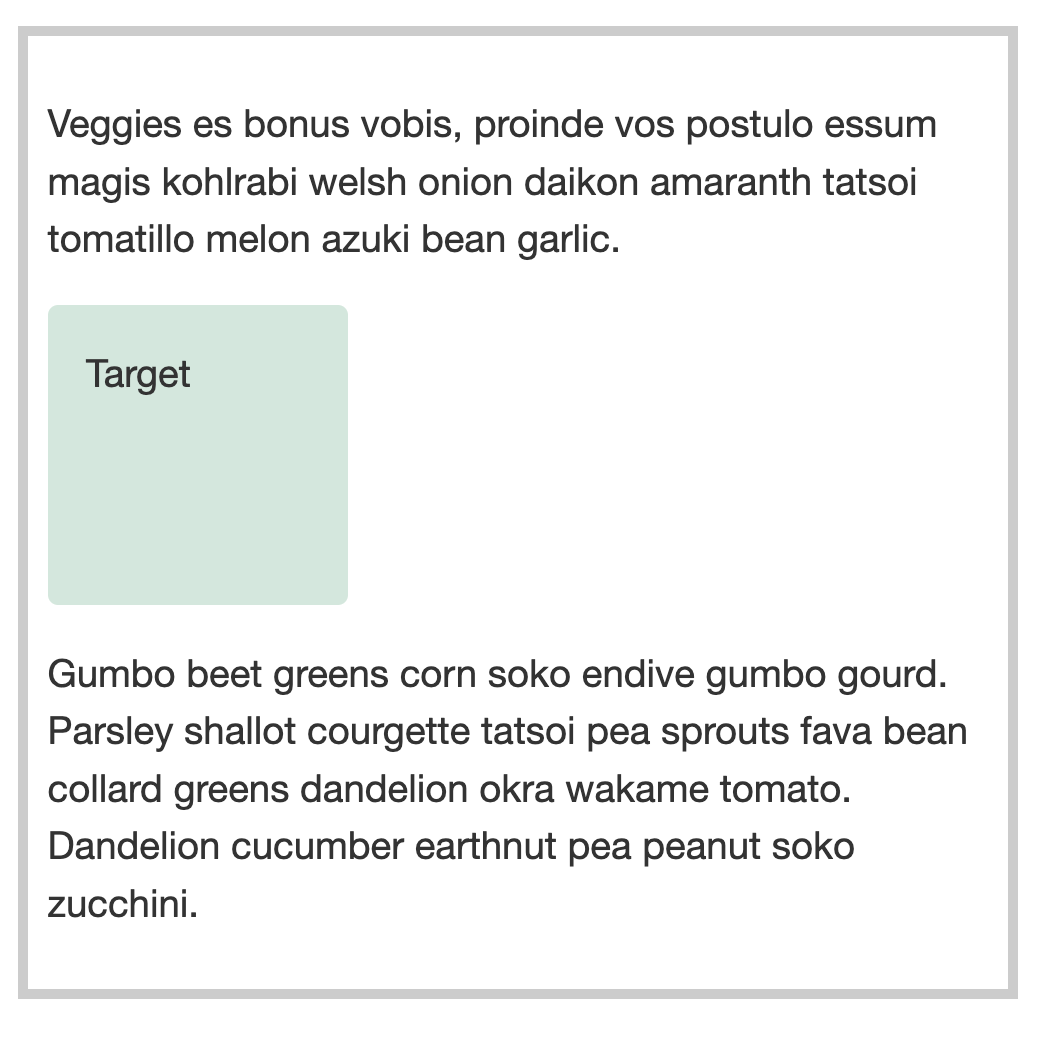 Veggies es bonus vobis, proinde vos postulo essum
magis kohlrabi welsh onion daikon amaranth tatsoi
tomatillo melon azuki bean garlic.
Target
Gumbo beet greens corn soko endive gumbo gourd.
Parsley shallot courgette tatsoi pea sprouts fava bean
collard greens dandelion okra wakame tomato.
Dandelion cucumber earthnut pea peanut soko
zucchini.